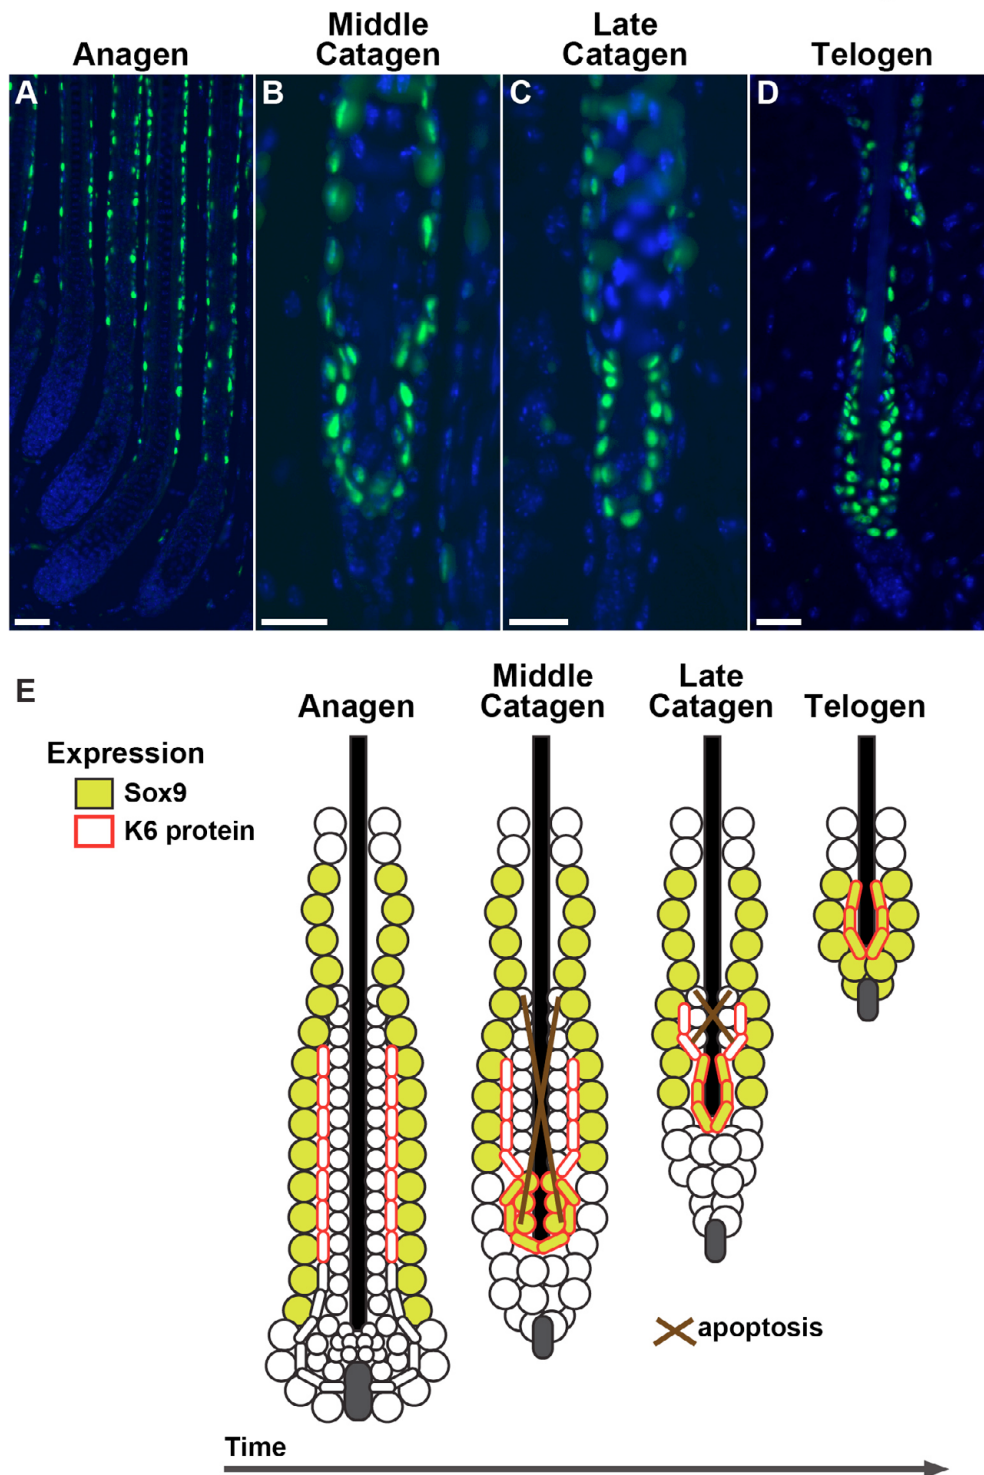 Anagen
Middle
Catagen
Late
Catagen
Telogen
A
B
C
D
E
Anagen
Middle
Catagen
Late
Catagen
Telogen
Expression
Sox9
K6 protein
apoptosis
Time